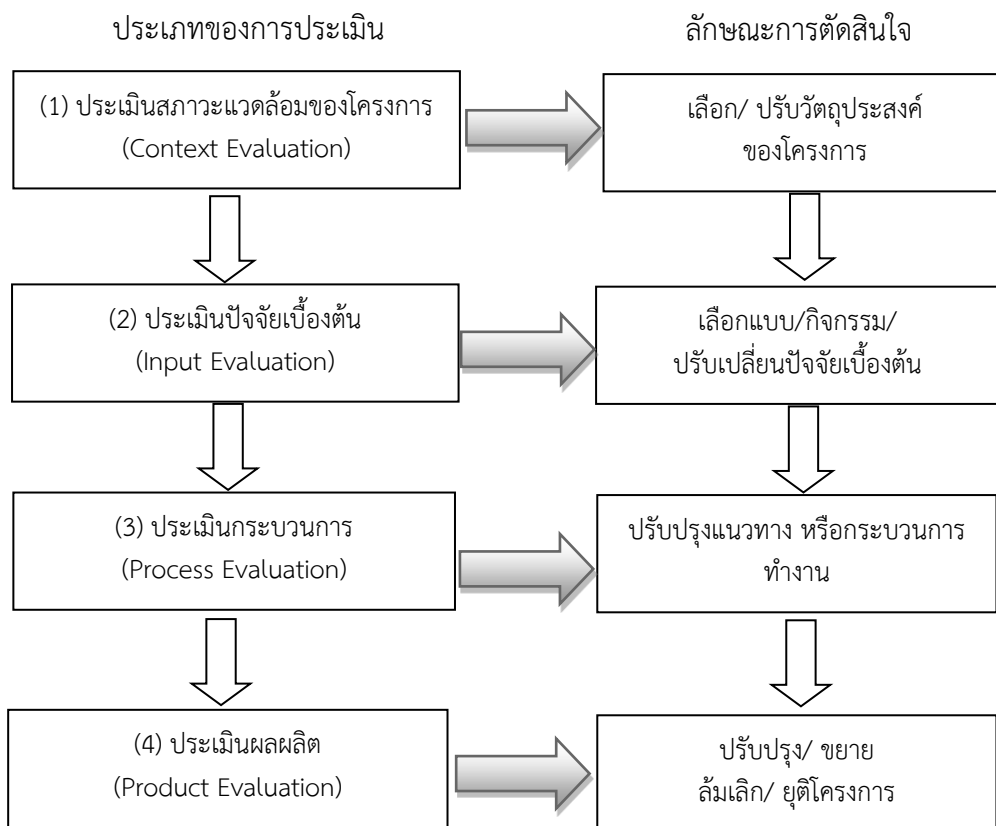 ประเภทของการประเมิน
ลักษณะการตัดสินใจ
(1) ประเมินสภาวะแวดล้อมของโครงการ
(Context Evaluation)
เลือก/ ปรับวัตถุประสงค์
ของโครงการ
(2) ประเมินปัจจัยเบื้องต้น
(Input Evaluation)
เลือกแบบ/กิจกรรม/
ปรับเปลี่ยนปัจจัยเบื้องต้น
(3) ประเมินกระบวนการ
(Process Evaluation)
ปรับปรุงแนวทาง หรือกระบวนการ
ทำงาน
(4) ประเมินผลผลิต
(Product Evaluation)
ปรับปรุง/ ขยาย
ล้มเลิก/ ยุติโครงการ